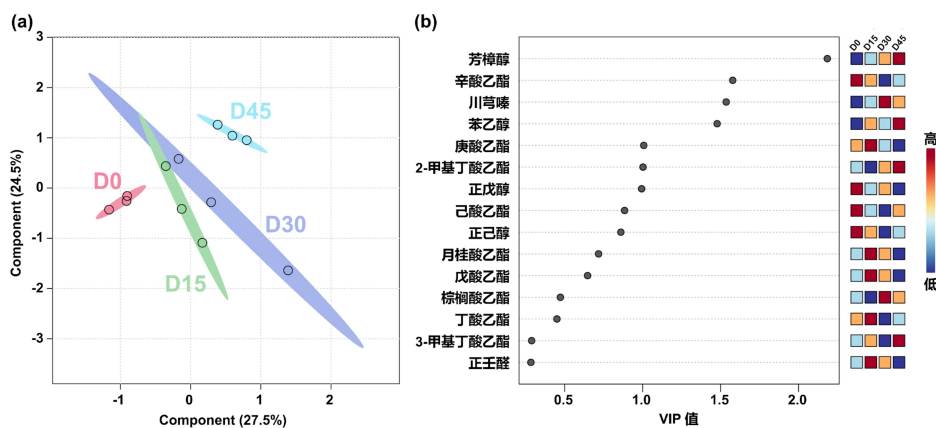 (a)
3
2
1
0
-1
-2
-3
Component (24.5%)
D45
D0
D30
D15
-1
0
1
2
Component (27.5%)
(b)
D0 D15 D30 D45
芳樟醇
辛酸乙酯
川芎嗪
苯乙醇
庚酸乙酯
2-甲基丁酸乙酯
正戊醇
己酸乙酯
正己醇
月桂酸乙酯
戊酸乙酯
棕榈酸乙酯
丁酸乙酯
3-甲基丁酸乙酯
正壬醛
0.5
1.0
1.5
2.0
VIP 值
高
低